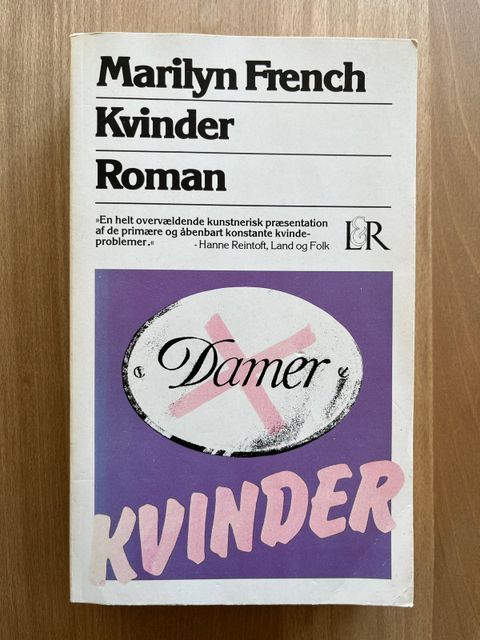 Marilyn French
Kvinder
Roman
»En helt overvældende kunstnerisk præsentation
af de primære og åbenbart konstante kvinde-
problemer.« - Hanne Reintoft, Land og Folk
L&R
Damer
KVINDER